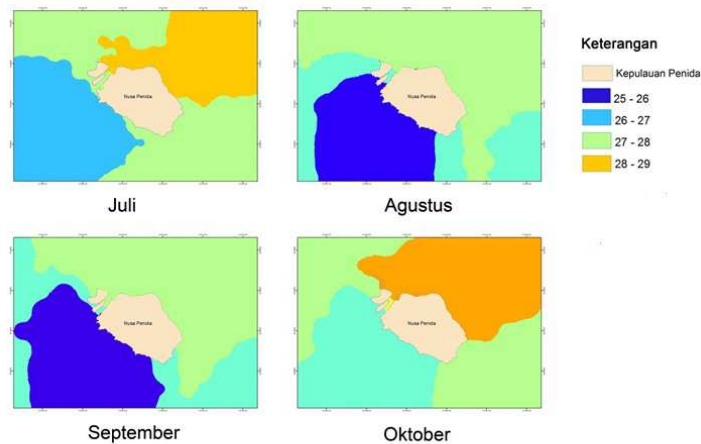 Keterangan
Kepulauan Penida
25 - 26
26 - 27
27 - 28
28 - 29
Nusa Penida
Juli
Nusa Penida
Agustus
Nusa Penida
September
Nusa Penida
Oktober